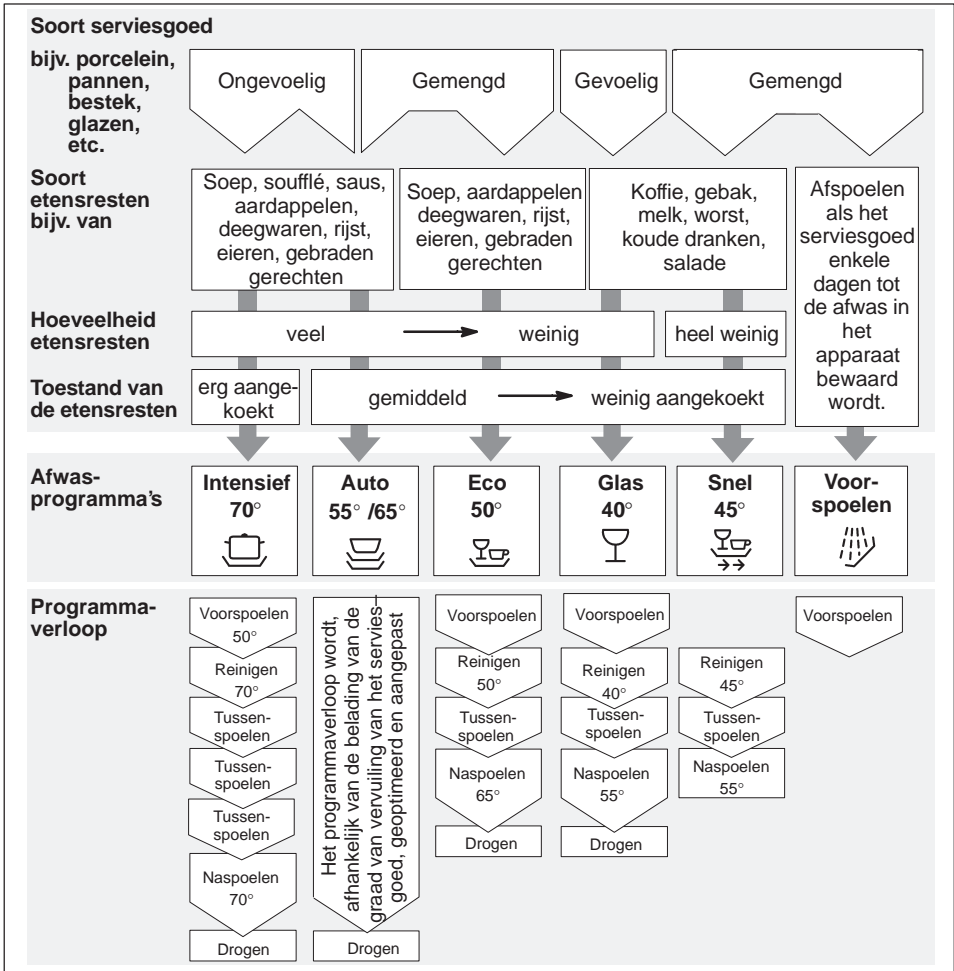 Soort serviesgoed
bijv. porcelein,
pannen,
bestek,
glazen,
etc.
Ongevoelig
Gemengd
Gevoelig
Gemengd
Soort
etensresten
bijv. van
Soep, soufflé, saus,
aardappelen,
deegwaren, rijst,
eieren, gebraden
gerechten
Soep, aardappelen
deegwaren, rijst,
eieren, gebraden
gerechten
Koffie, gebak,
melk, worst,
koude dranken,
salade
Afspoelen
als het
serviesgoed
enkele
dagen tot
de afwas in
het
apparaat
bewaard
wordt.
Hoeveelheid
etensresten
veel
weinig
heel weinig
Toestand van
de etensresten
erg aange-
koekt
gemiddeld
weinig aangekoekt
Afwas-
programma's
Intensief
70°
Auto
55° /65°
Eco
50°
Glas
40°
Snel
45°
Voor-
spoelen
Programma-
verloop
Voorspoelen
50°
Reinigen
70°
Tussen-
spoelen
Tussen-
spoelen
Tussen-
spoelen
Naspoelen
70°
Drogen
Het programmaverloop wordt,
afhankelijk van de belading van de
graad van vervuiling van het servies–
goed, geoptimeerd en aangepast
Drogen
Voorspoelen
Reinigen
50°
Tussen-
spoelen
Naspoelen
65°
Drogen
Voorspoelen
Reinigen
40°
Tussen-
spoelen
Naspoelen
55°
Drogen
Reinigen
45°
Tussen-
spoelen
Naspoelen
55°
Voorspoelen